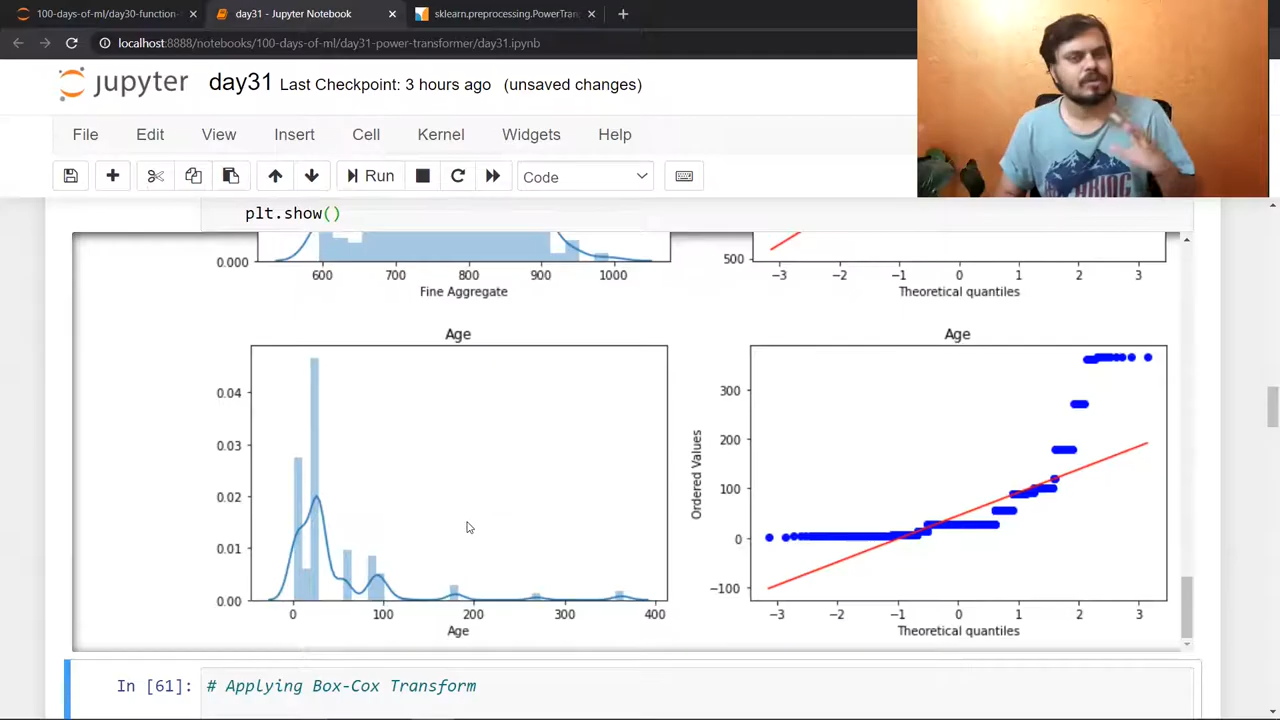 100-days-of-ml/day30-function-
day31 - Jupyter Notebook
sklearn.preprocessing.PowerTran
localhost:8888/notebooks/100-days-of-ml/day31-power-transformer/day31.ipynb
jupyter day31 Last Checkpoint: 3 hours ago (unsaved changes)
File Edit View Insert Cell Kernel Widgets Help
Run Code
plt.show()
0.000
600 700 800 900 1000
Fine Aggregate
500
−3 −2 −1 0 1 2 3
Theoretical quantiles
Age
0.04
0.03
0.02
0.01
0.00
0 100 200 300 400
Age
Age
Ordered Values
300
200
100
0
−100
−3 −2 −1 0 1 2 3
Theoretical quantiles
In [61]: # Applying Box-Cox Transform